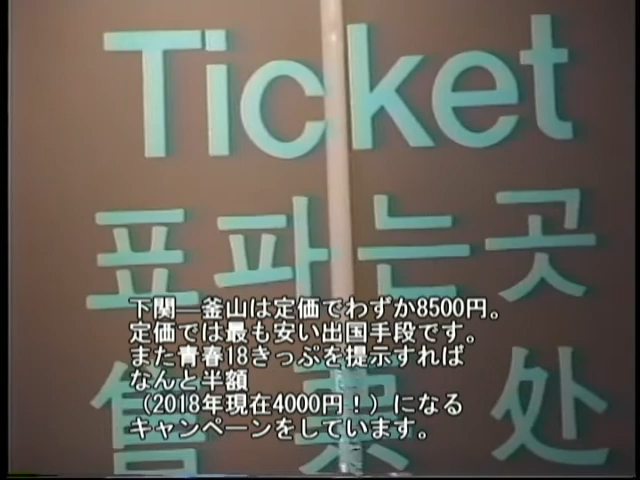 Ticket
표파는곳
售票处
下関―釜山は定価でわずか8500円。
定価では最も安い出国手段です。
また青春18きっぷを提示すれば
なんと半額
（2018年現在4000円！）になる
キャンペーンをしています。